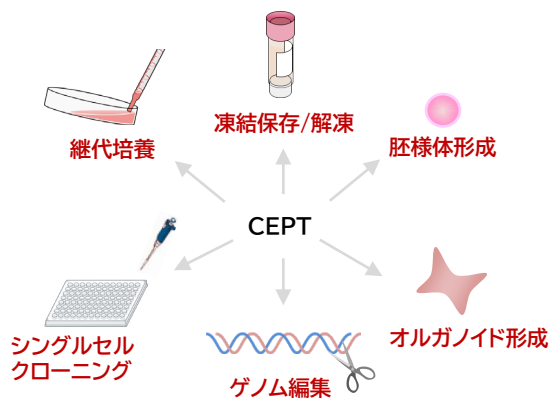 凍結保存/解凍
継代培養
胚様体形成
CEPT
シングルセル
クローニング
ゲノム編集
オルガノイド形成